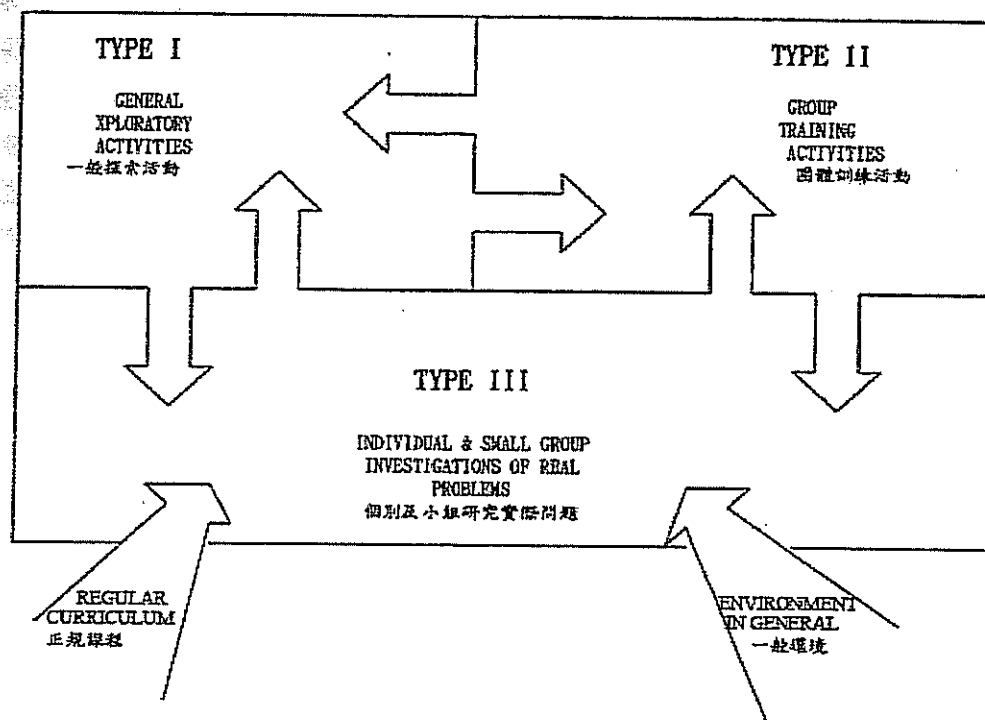 TYPE I
GENERAL
XPLORATORY
ACTIVITIES
一般探索活動
TYPE II
GROUP
TRAINING
ACTIVITIES
團體訓練活動
TYPE III
INDIVIDUAL & SMALL GROUP
INVESTIGATIONS OF REAL
PROBLEMS
個別及小組研究實際問題
REGULAR
CURRICULUM
正規課程
ENVIRONMENT
IN GENERAL
一般環境